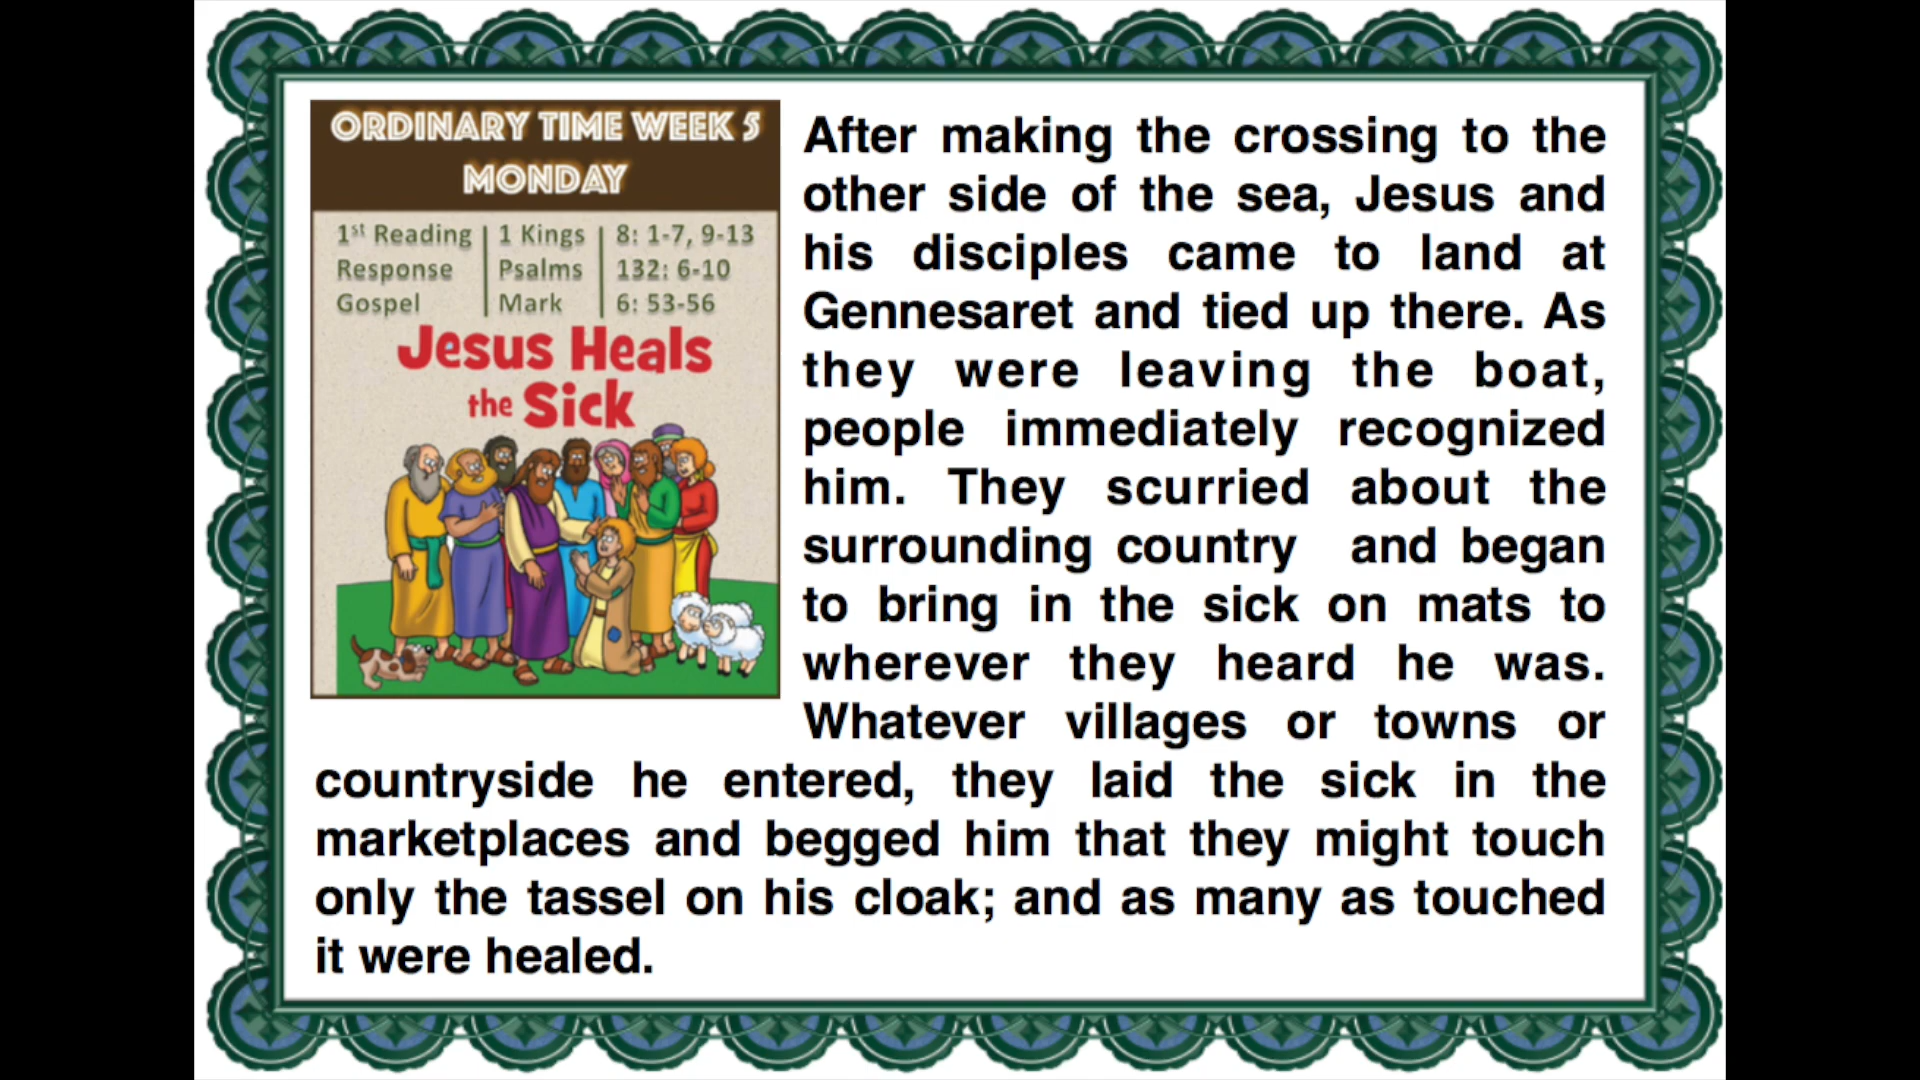 ORDINARY TIME WEEK 5
MONDAY
1st Reading | 1 Kings | 8: 1-7, 9-13
Response | Psalms | 132: 6-10
Gospel | Mark | 6: 53-56
Jesus Heals
the Sick
After making the crossing to the
other side of the sea, Jesus and
his disciples came to land at
Gennesaret and tied up there. As
they were leaving the boat,
people immediately recognized
him. They scurried about the
surrounding country and began
to bring in the sick on mats to
wherever they heard he was.
Whatever villages or towns or
countryside he entered, they laid the sick in the
marketplaces and begged him that they might touch
only the tassel on his cloak; and as many as touched
it were healed.